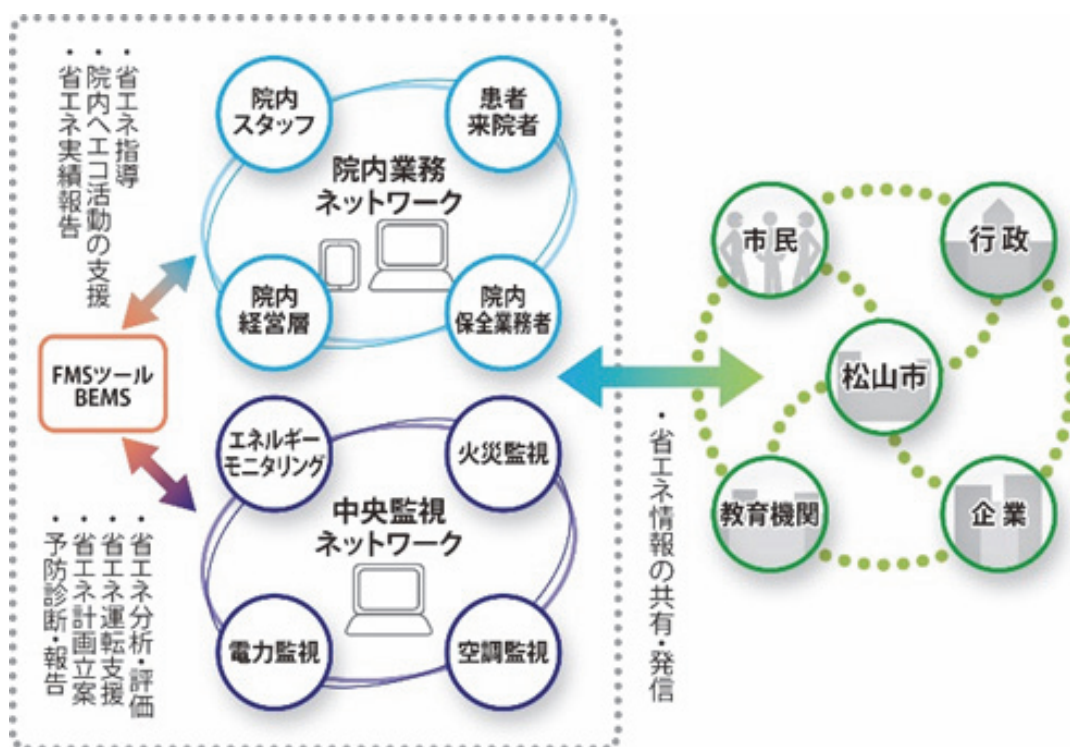 ・省エネ指導
・院内へエコ活動の支援
・省エネ実績報告
院内
スタッフ
患者
来院者
院内業務
ネットワーク
院内
経営層
院内
保全業務者
FMSツール
BEMS
エネルギー
モニタリング
火災監視
中央監視
ネットワーク
電力監視
空調監視
・省エネ分析・評価
・省エネ運転支援
・省エネ計画立案
・予防診断・報告
・省エネ情報の共有・発信
市民
行政
松山市
教育機関
企業